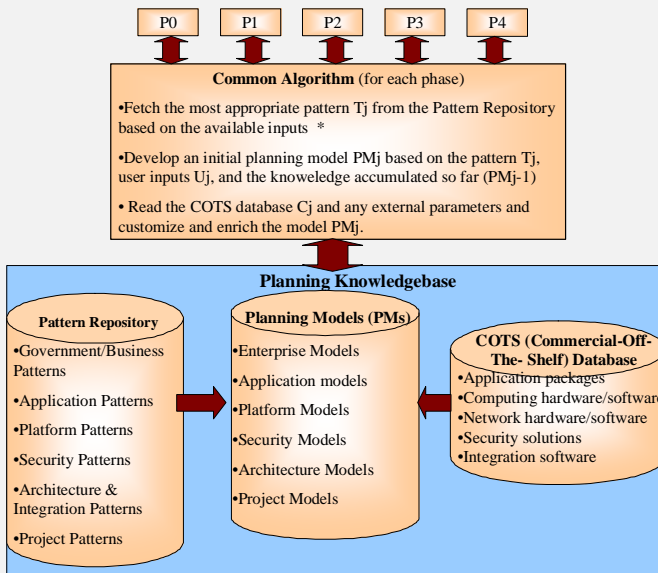 P0 P1 P2 P3 P4
Common Algorithm (for each phase)
•Fetch the most appropriate pattern Tj from the Pattern Repository
based on the available inputs *
•Develop an initial planning model PMj based on the pattern Tj,
user inputs Uj, and the knoweledge accumulated so far (PMj-1)
• Read the COTS database Cj and any external parameters and
customize and enrich the model PMj.
Planning Knowledgebase
Pattern Repository
•Government/Business
Patterns
•Application Patterns
•Platform Patterns
•Security Patterns
•Architecture &
Integration Patterns
•Project Patterns
Planning Models (PMs)
•Enterprise Models
•Application models
•Platform Models
•Security Models
•Architecture Models
•Project Models
COTS (Commercial-Off-
The- Shelf) Database
•Application packages
•Computing hardware/software
•Network hardware/software
•Security solutions
•Integration software